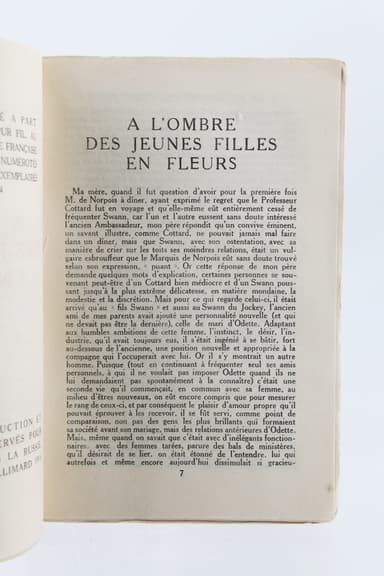 É A PART
PUR FIL AU
E FRANÇAISE
NUMÉROTÉ
EXEMPLAIRES
UCTION ET
ERVÉS POUR
LA RUSSIE
LLIMARD
A L'OMBRE
DES JEUNES FILLES
EN FLEURS
Ma mère, quand il fut question d'avoir pour la première fois
M. de Norpois à dîner, ayant exprimé le regret que le Professeur
Cottard fut en voyage et qu'elle-même eût entièrement cessé de
fréquenter Swann, car l'un et l'autre eussent sans doute intéressé
l'ancien Ambassadeur, mon père répondit qu'un convive éminent,
un savant illustre, comme Cottard, ne pouvait jamais mal faire
dans un dîner, mais que Swann, avec son ostentation, avec sa
manière de crier sur les toits ses moindres relations, était un vul-
gaire esbrouffeur que le Marquis de Norpois eût sans doute trouvé
selon son expression, « puant ». Or cette réponse de mon père
demande quelques mots d'explication, certaines personnes se sou-
venant peut-être d'un Cottard bien médiocre et d'un Swann pous-
sant jusqu'à la plus extrême délicatesse, en matière mondaine, la
modestie et la discrétion. Mais pour ce qui regarde celui-ci, il était
arrivé qu'au « fils Swann » et aussi au Swann du Jockey, l'ancien
ami de mes parents avait ajouté une personnalité nouvelle (et qui
ne devait pas être la dernière), celle de mari d'Odette. Adaptant
aux humbles ambitions de cette femme, l'instinct, le désir, l'in-
dustrie, qu'il avait toujours eus, il s'était ingénié à se bâtir, fort
au-dessous de l'ancienne, une position nouvelle et appropriée à la
compagne qui l'occuperait avec lui. Or il s'y montrait un autre
homme. Puisque (tout en continuant à fréquenter seul ses amis
personnels, à qui il ne voulait pas imposer Odette quand ils ne
lui demandaient pas spontanément à la connaître) c'était une
seconde vie qu'il commençait, en commun avec sa femme, au
milieu d'êtres nouveaux, on eût encore compris que pour mesurer
le rang de ceux-ci, et par conséquent le plaisir d'amour propre qu'il
pouvait éprouver à les recevoir, il se fût servi, comme point de
comparaison, non pas des gens les plus brillants qui formaient
sa société avant son mariage, mais des relations antérieures d'Odette.
Mais, même quand on savait que c'était avec d'inélégants fonction-
naires, avec des femmes tarées, parure des bals de ministères,
qu'il désirait de se lier, on était étonné de l'entendre, lui qui
autrefois et même encore aujourd'hui dissimulait si gracieu-
7